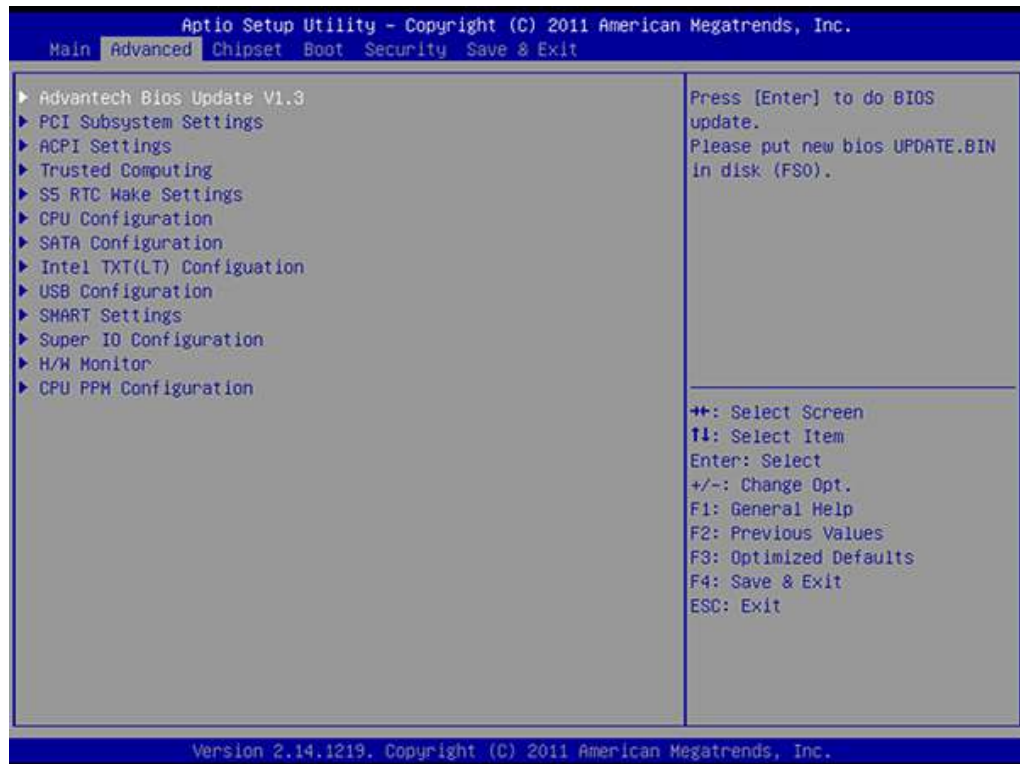 Aptio Setup Utility – Copyright (C) 2011 American Megatrends, Inc.
Main Advanced Chipset Boot Security Save & Exit
▶ Advantech Bios Update V1.3
▶ PCI Subsystem Settings
▶ ACPI Settings
▶ Trusted Computing
▶ S5 RTC Wake Settings
▶ CPU Configuration
▶ SATA Configuration
▶ Intel TXT(LT) Configuation
▶ USB Configuration
▶ SMART Settings
▶ Super IO Configuration
▶ H/W Monitor
▶ CPU PPM Configuration
Press [Enter] to do BIOS
update.
Please put new bios UPDATE.BIN
in disk (FS0).
→←: Select Screen
↑↓: Select Item
Enter: Select
+/-: Change Opt.
F1: General Help
F2: Previous Values
F3: Optimized Defaults
F4: Save & Exit
ESC: Exit
Version 2.14.1219. Copyright (C) 2011 American Megatrends, Inc.